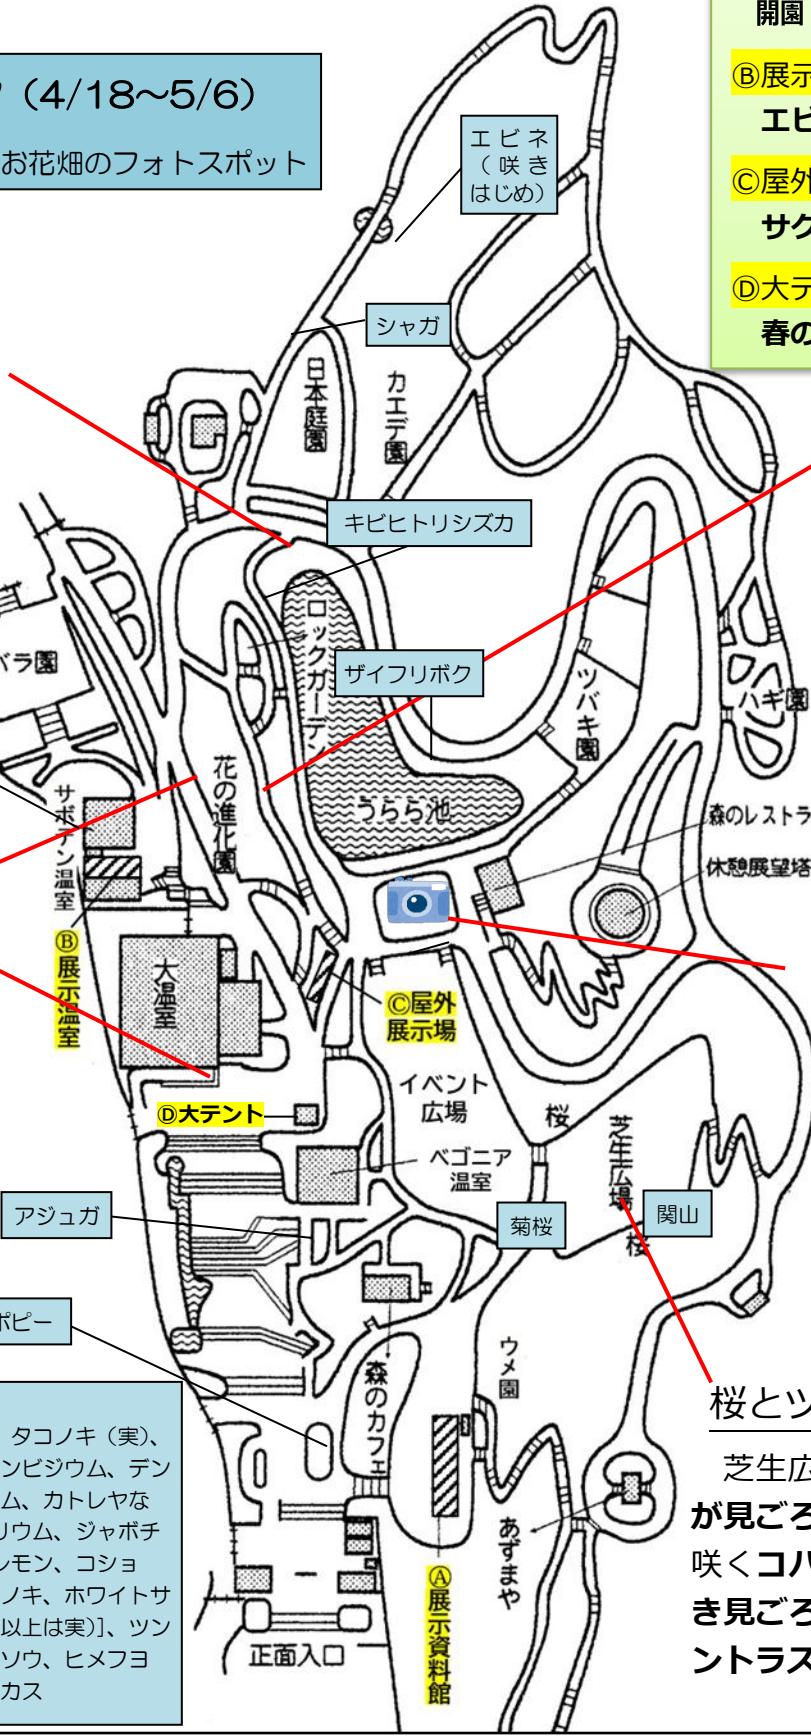 (4/18~5/6)
お花畑のフォトスポット
開園
Ⓑ展示
エビ
Ⓒ屋外
サク
Ⓓ大テ
春の
エビネ
(咲き
はじめ)
シャガ
日本庭園
カエデ園
キビヒトリシズカ
ロックガーデン
ザイフリボク
バラ園
ツバキ園
ハギ園
花の進化園
うらら池
サボテン温室
森のレストラ
休憩展望塔
Ⓑ展示温室
大温室
Ⓒ屋外
展示場
イベント
広場
Ⓓ大テント
桜
芝生広場
ベゴニア
温室
アジュガ
菊桜
関山
桜
ポピー
ウメ園
森のカフェ
桜とツ
芝生広
が見ごろ
咲くコバ
き見ごろ
ントラス
タコノキ(実)、
ンビジウム、デン
ム、カトレヤな
リウム、ジャボチ
レモン、コショ
ノキ、ホワイトサ
以上は実)]、ツン
ソウ、ヒメフヨ
カス
あずまや
Ⓐ展示資料館
正面入口